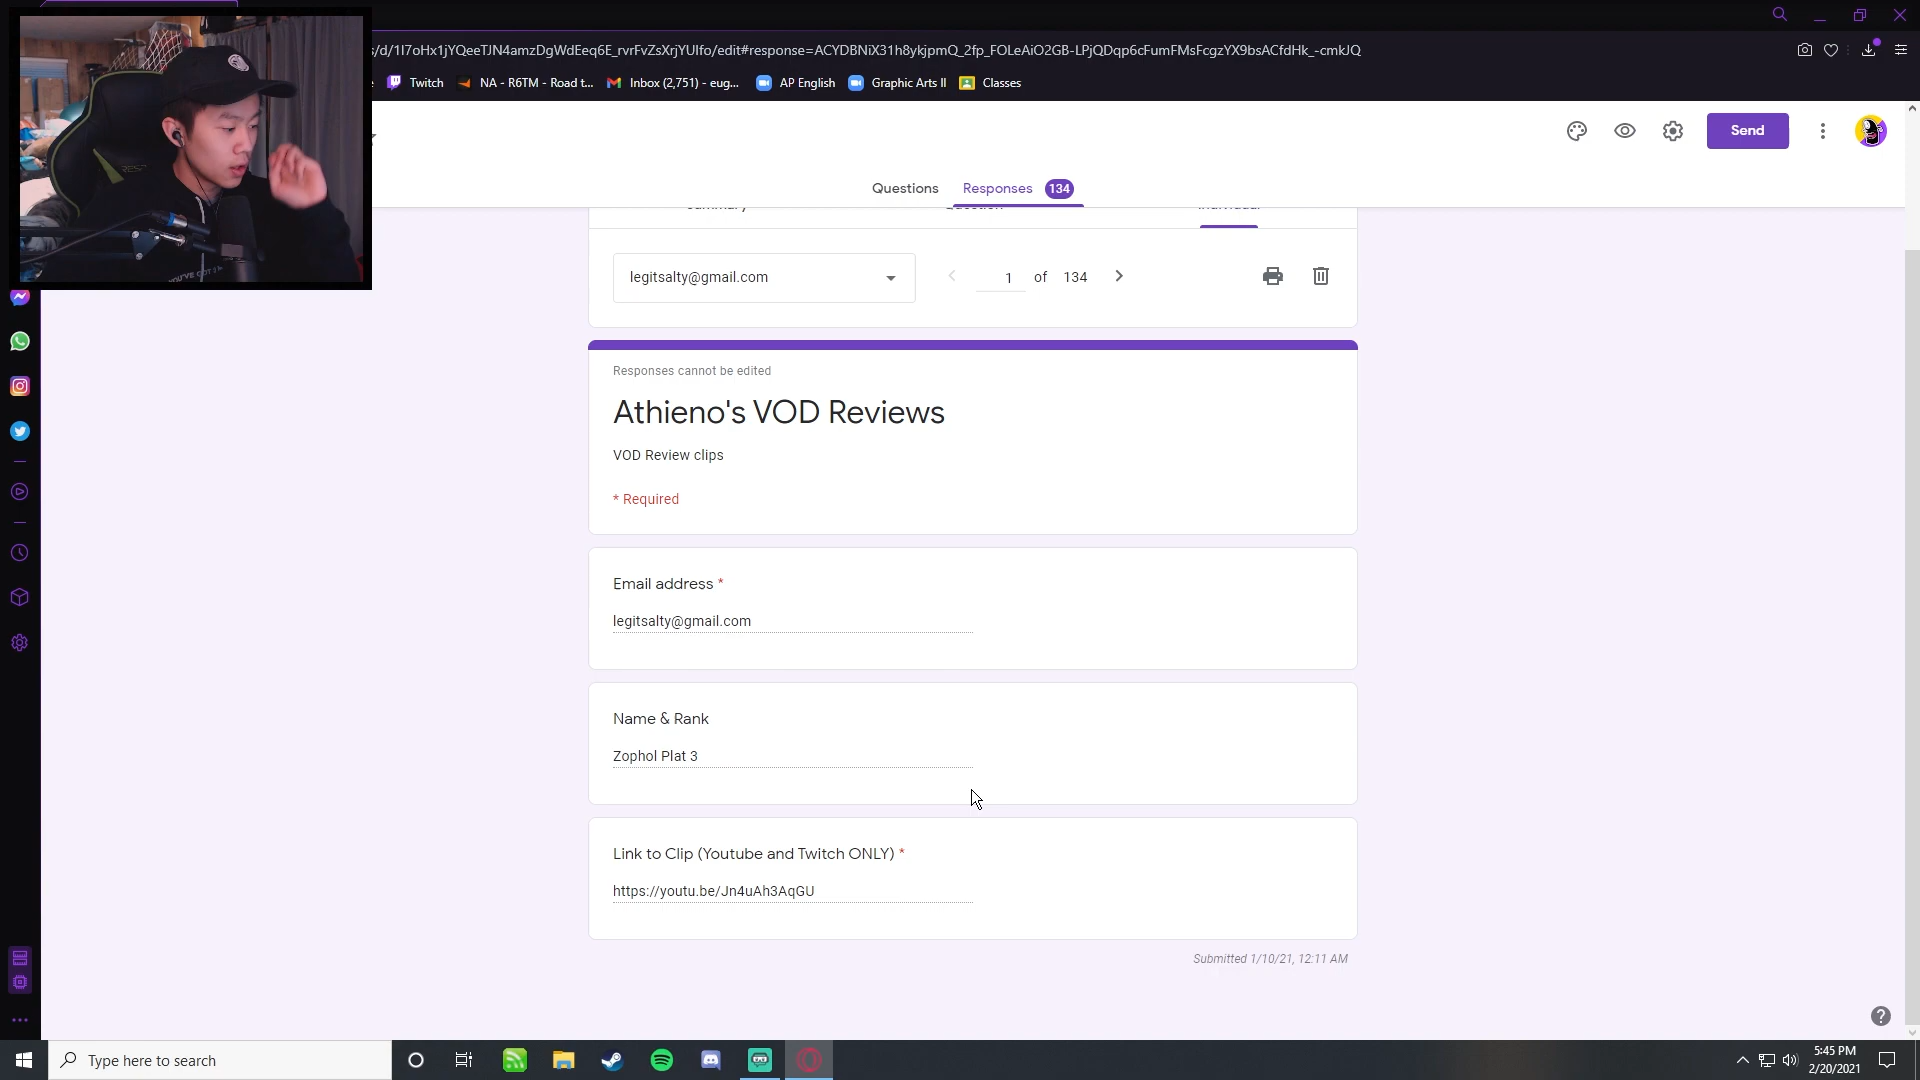 s/d/1I7oHx1jYQeeTJN4amzDgWdEeq6E_rvrFvZsXrjYUIfo/edit#response=ACYDBNiX31h8ykjpmQ_2fp_FOLeAiO2GB-LPjQDqp6cFumFMsFcgzYX9bsACfdHk_-cmkJQ
Twitch
NA - R6TM - Road t...
Inbox (2,751) - eug...
AP English
Graphic Arts II
Classes
Send
Questions
Responses 134
legitsalty@gmail.com
1 of 134
Responses cannot be edited
Athieno's VOD Reviews
VOD Review clips
* Required
Email address *
legitsalty@gmail.com
Name & Rank
Zophol Plat 3
Link to Clip (Youtube and Twitch ONLY) *
https://youtu.be/Jn4uAh3AqGU
Submitted 1/10/21, 12:11 AM
Type here to search
5:45 PM
2/20/2021